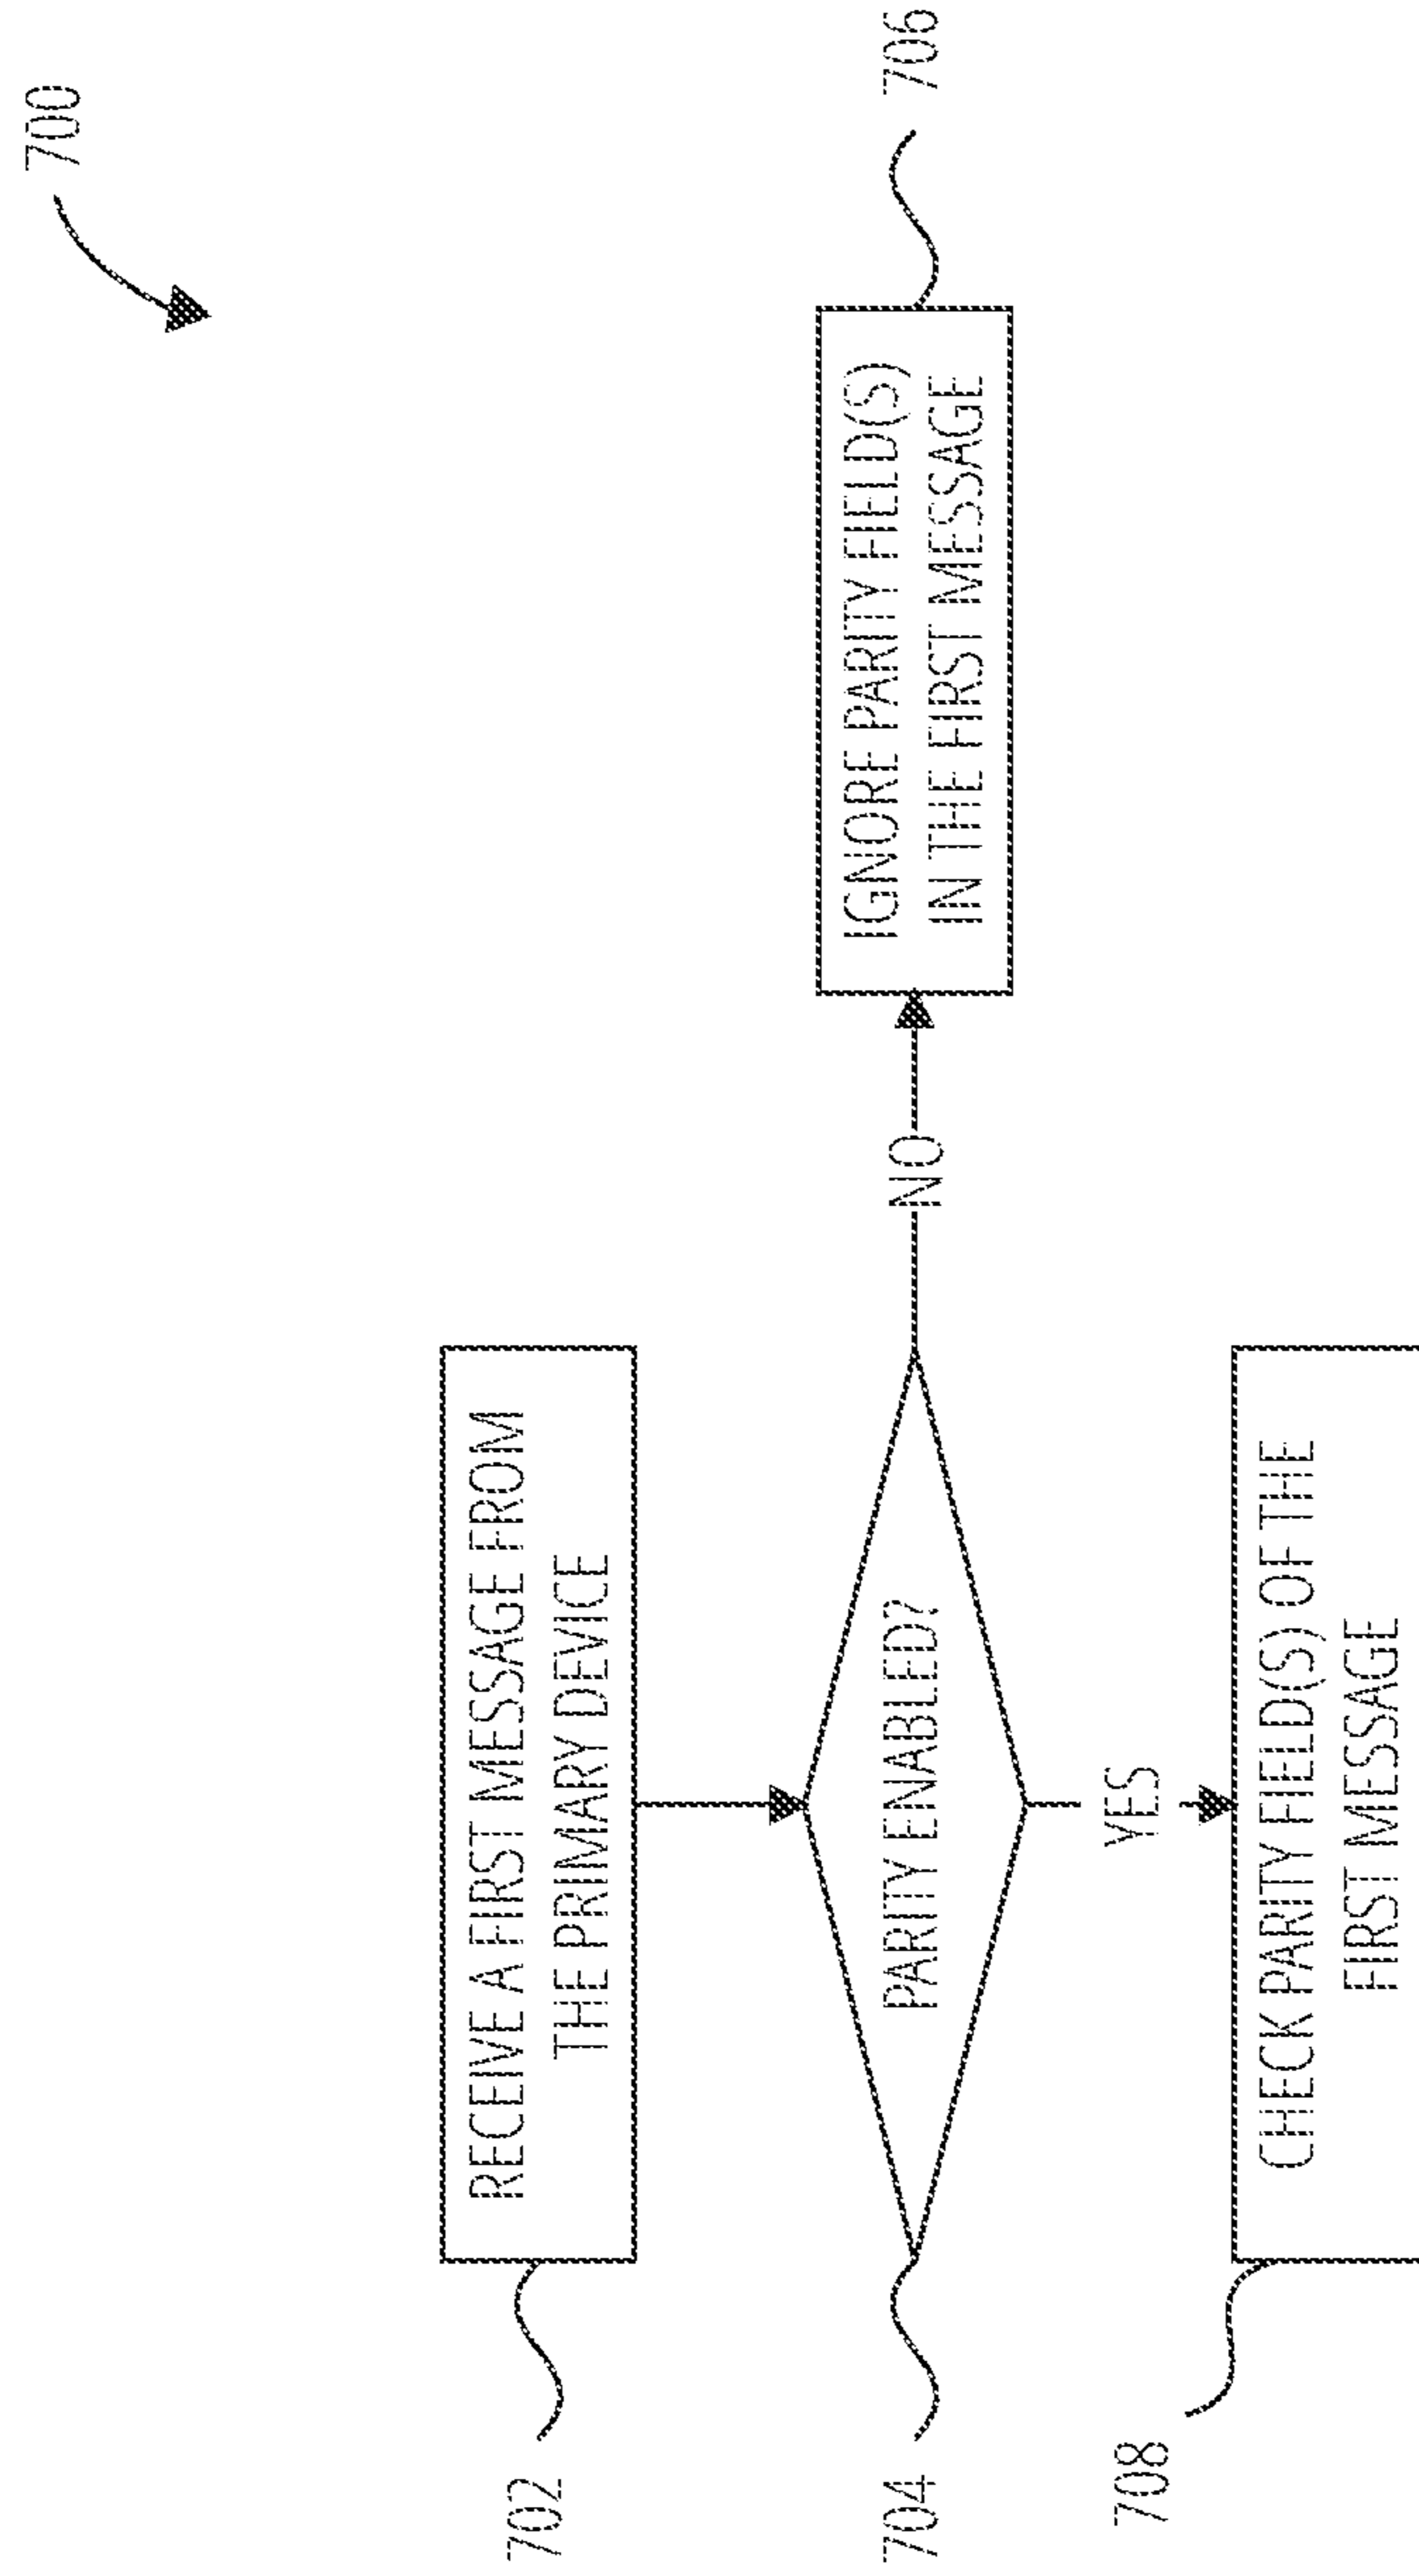 700
702
RECEIVE A FIRST MESSAGE FROM
THE PRIMARY DEVICE
704
PARITY ENABLED?
NO
IGNORE PARITY FIELD(S)
IN THE FIRST MESSAGE
706
YES
708
CHECK PARITY FIELD(S) OF THE
FIRST MESSAGE